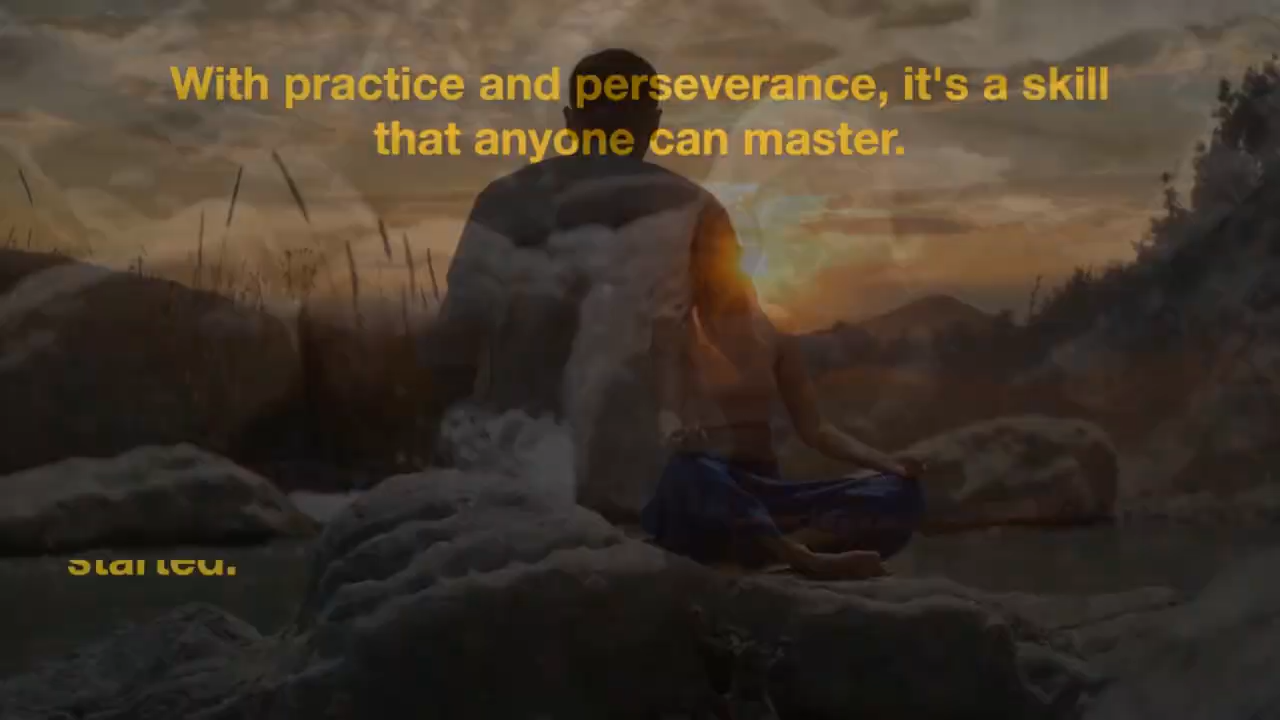 With practice and perseverance, it's a skill
that anyone can master.
started.